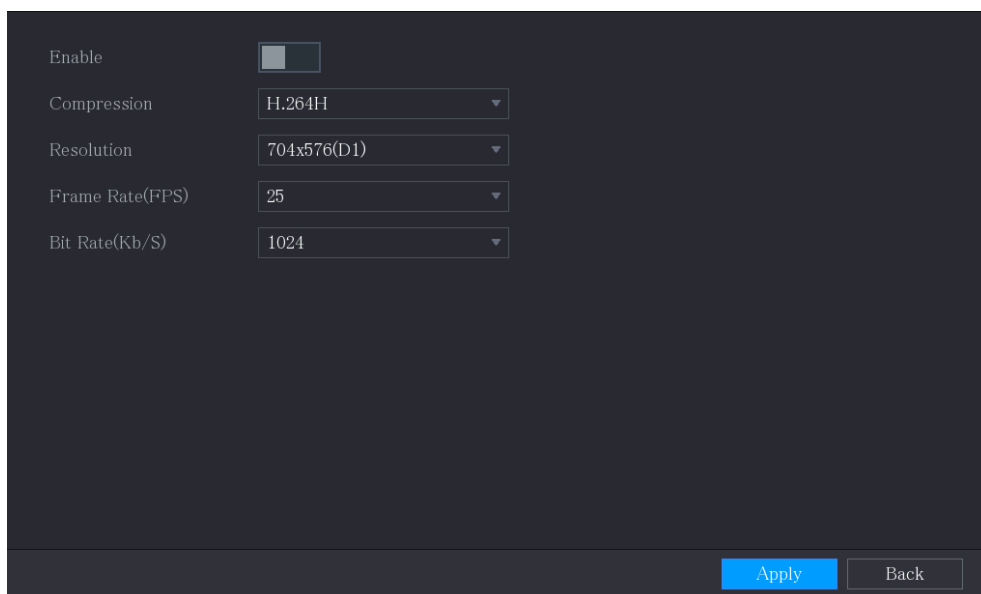 Enable
Compression H.264H
Resolution 704x576(D1)
Frame Rate(FPS) 25
Bit Rate(Kb/S) 1024
Apply Back